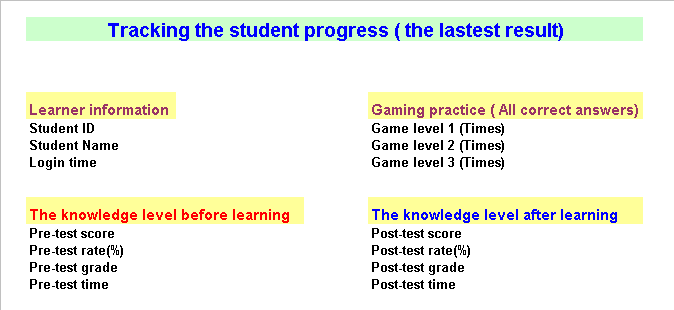 Tracking the student progress ( the lastest result)
Learner information
Student ID
Student Name
Login time
Gaming practice ( All correct answers)
Game level 1 (Times)
Game level 2 (Times)
Game level 3 (Times)
The knowledge level before learning
Pre-test score
Pre-test rate(%)
Pre-test grade
Pre-test time
The knowledge level after learning
Post-test score
Post-test rate(%)
Post-test grade
Post-test time